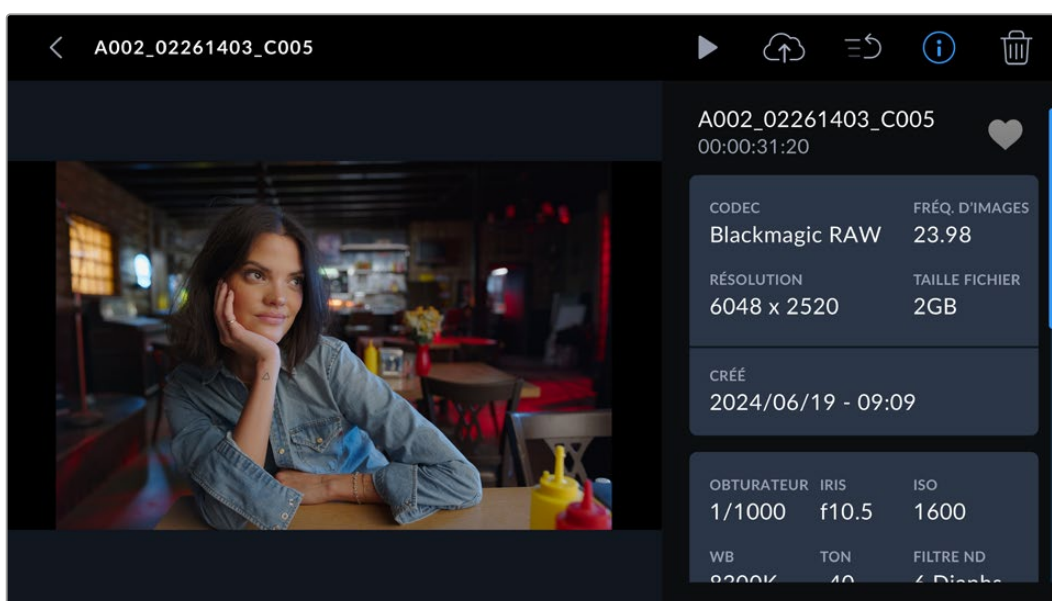 A002_02261403_C005
A002_02261403_C005
00:00:31:20
CODEC FRÉQ. D'IMAGES
Blackmagic RAW 23.98
RÉSOLUTION TAILLE FICHIER
6048 x 2520 2GB
CRÉÉ
2024/06/19 - 09:09
OBTURATEUR IRIS ISO
1/1000 f10.5 1600
WB TON FILTRE ND